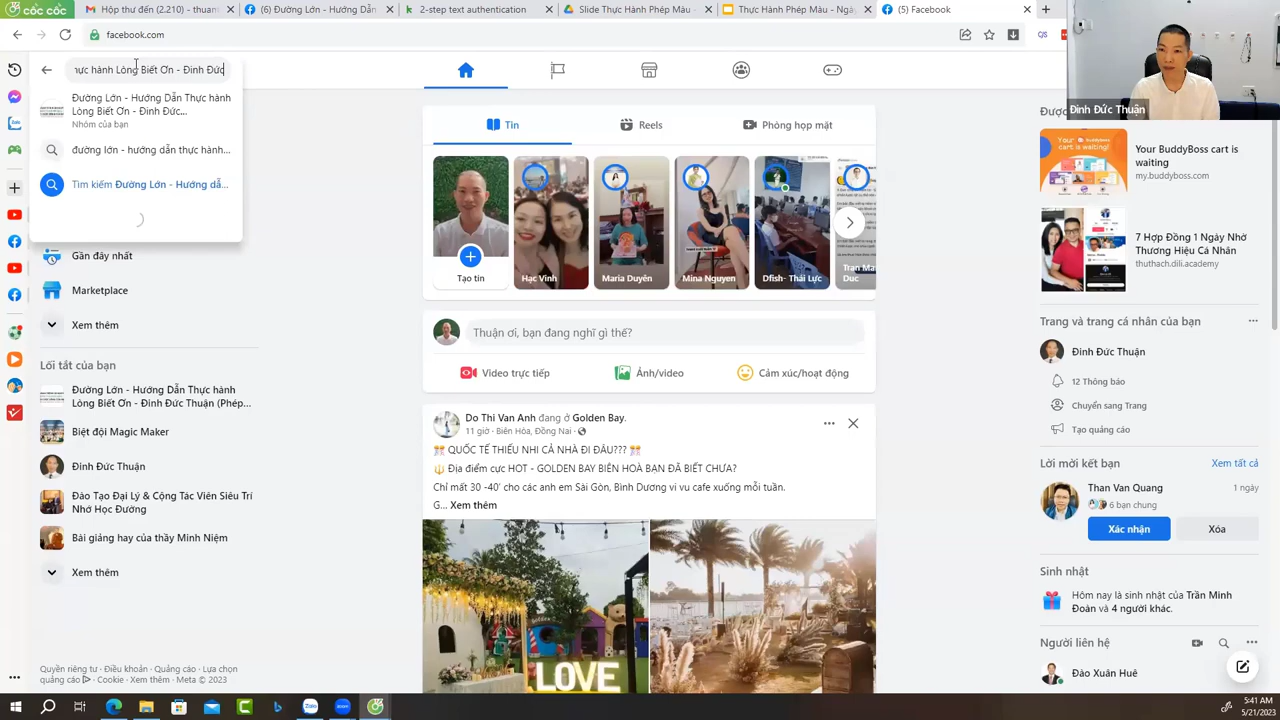 cốc cốc
Hộp thư đến (2.210) - thuan
(6) Đường Lớn - Hướng Dẫn
2-step text authentication
Slide Thực Hành Phép Màu -
Thực Hành Phép Màu - Ngà
(5) Facebook
facebook.com
hực hành Lòng Biết Ơn - Đinh Đức
Đường Lớn - Hướng Dẫn Thực hành
Lòng Biết Ơn - Đinh Đức...
Nhóm của bạn
đường lớn - hướng dẫn thực hành...
Tìm kiếm Đường Lớn - Hướng dẫ...
Gần đây nhất
Marketplace
Xem thêm
Lối tắt của bạn
Đường Lớn - Hướng Dẫn Thực hành
Lòng Biết Ơn - Đinh Đức Thuận (Phép...
Biệt đội Magic Maker
Đinh Đức Thuận
Đào Tạo Đại Lý & Cộng Tác Viên Siêu Trí
Nhớ Học Đường
Bài giảng hay của thầy Minh Niệm
Xem thêm
Quyền riêng tư · Điều khoản · Quảng cáo · Lựa chọn
quảng cáo · Cookie · Xem thêm · Meta © 2023
Tin
Reels
Phòng họp mặt
Tạo tin
Hạc Vinh
Maria Duyên
Mina Nguyen
Dfish- Thái Lực
Tran Ma
Duc
Thuận ơi, bạn đang nghĩ gì thế?
Video trực tiếp
Ảnh/video
Cảm xúc/hoạt động
Do Thi Van Anh đang ở Golden Bay.
11 giờ · Biên Hòa, Đồng Nai ·
QUỐC TẾ THIẾU NHI CẢ NHÀ ĐI ĐÂU???
Địa điểm cực HOT - GOLDEN BAY BIÊN HOÀ BẠN ĐÃ BIẾT CHƯA?
Chỉ mất 30 -40' cho các anh em Sài Gòn, Bình Dương vi vu cafe xuống mỗi tuần.
G... Xem thêm
LOVE
Đinh Đức Thuận
Được
Your BuddyBoss cart is
waiting
my.buddyboss.com
7 Hợp Đồng 1 Ngày Nhờ
Thương Hiệu Cá Nhân
thuthach.dili.academy
Trang và trang cá nhân của bạn
Đinh Đức Thuận
12 Thông báo
Chuyển sang Trang
Tạo quảng cáo
Lời mời kết bạn
Xem tất cả
Than Van Quang
1 ngày
6 bạn chung
Xác nhận
Xóa
Sinh nhật
Hôm nay là sinh nhật của Trần Minh
Đoàn và 4 người khác.
Người liên hệ
Đào Xuân Huê
5:41 AM
5/21/2023